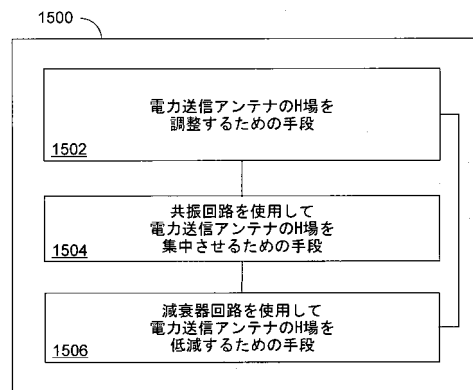 1500
電力送信アンテナのH場を
調整するための手段
1502
共振回路を使用して
電力送信アンテナのH場を
集中させるための手段
1504
減衰器回路を使用して
電力送信アンテナのH場を
低減するための手段
1506